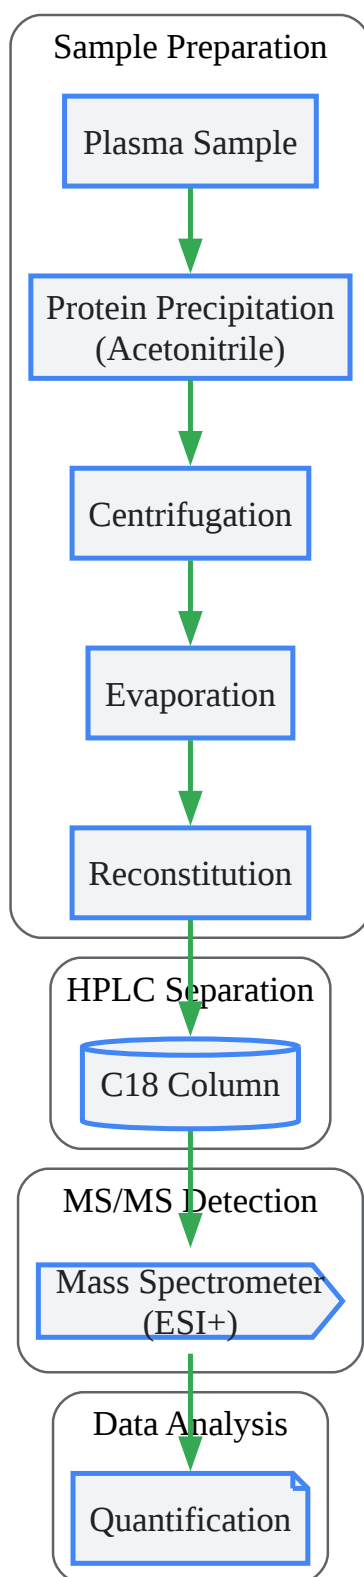 Sample Preparation
Plasma Sample
Protein Precipitation
(Acetonitrile)
Centrifugation
Evaporation
Reconstitution
HPLC Separation
C18 Column
MS/MS Detection
Mass Spectrometer
(ESI+)
Data Analysis
Quantification